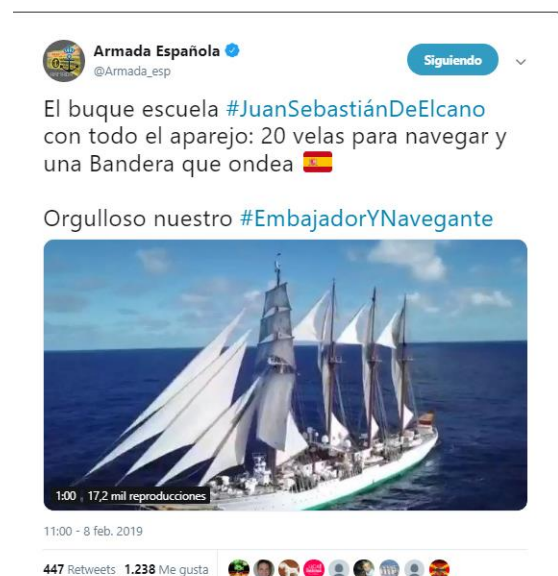 Armada Española
@Armada_esp
Siguiendo
El buque escuela #JuanSebastiánDeElcano
con todo el aparejo: 20 velas para navegar y
una Bandera que ondea
Orgulloso nuestro #EmbajadorYNavegante
1:00 17,2 mil reproducciones
11:00 - 8 feb. 2019
447 Retweets 1.238 Me gusta